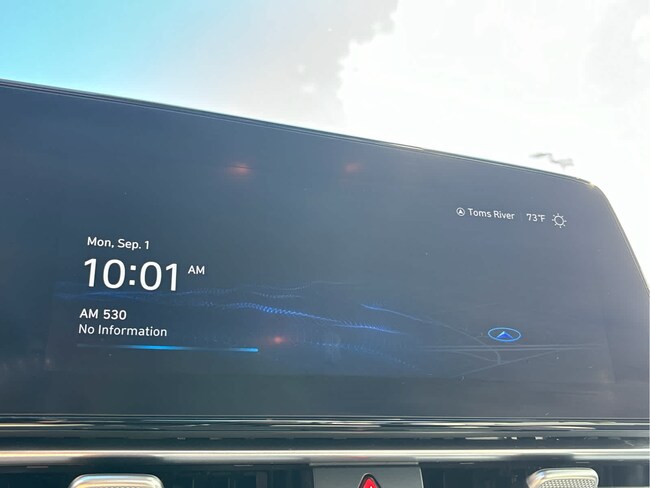 Toms River 73°F
Mon, Sep. 1
10:01 AM
AM 530
No Information